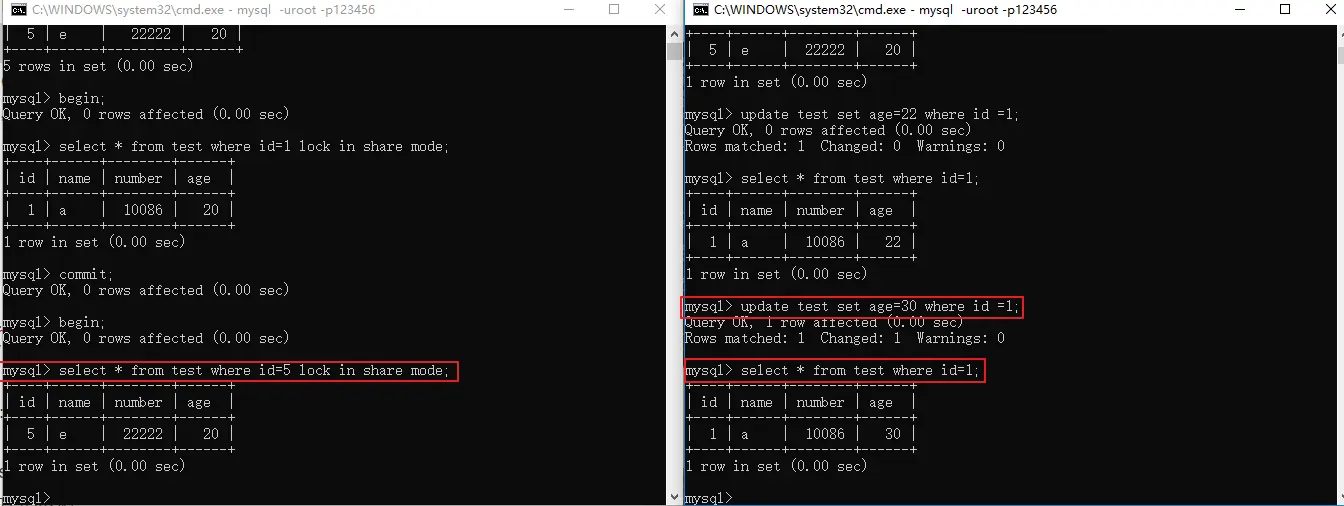 C:\WINDOWS\system32\cmd.exe - mysql  -uroot -p123456
|  5 | e    |  22222 |   20 |
+----+------+--------+------+
5 rows in set (0.00 sec)
mysql> begin;
Query OK, 0 rows affected (0.00 sec)
mysql> select * from test where id=1 lock in share mode;
+----+------+--------+------+
| id | name | number | age  |
+----+------+--------+------+
|  1 | a    |  10086 |   20 |
+----+------+--------+------+
1 row in set (0.00 sec)
mysql> commit;
Query OK, 0 rows affected (0.00 sec)
mysql> begin;
Query OK, 0 rows affected (0.00 sec)
mysql> select * from test where id=5 lock in share mode;
+----+------+--------+------+
| id | name | number | age  |
+----+------+--------+------+
|  5 | e    |  22222 |   20 |
+----+------+--------+------+
1 row in set (0.00 sec)
mysql>
C:\WINDOWS\system32\cmd.exe - mysql  -uroot -p123456
+----+------+--------+------+
|  5 | e    |  22222 |   20 |
+----+------+--------+------+
1 row in set (0.00 sec)
mysql> update test set age=22 where id =1;
Query OK, 0 rows affected (0.00 sec)
Rows matched: 1  Changed: 0  Warnings: 0
mysql> select * from test where id=1;
+----+------+--------+------+
| id | name | number | age  |
+----+------+--------+------+
|  1 | a    |  10086 |   22 |
+----+------+--------+------+
1 row in set (0.00 sec)
mysql> update test set age=30 where id =1;
Query OK, 1 row affected (0.00 sec)
Rows matched: 1  Changed: 1  Warnings: 0
mysql> select * from test where id=1;
+----+------+--------+------+
| id | name | number | age  |
+----+------+--------+------+
|  1 | a    |  10086 |   30 |
+----+------+--------+------+
1 row in set (0.00 sec)
mysql>